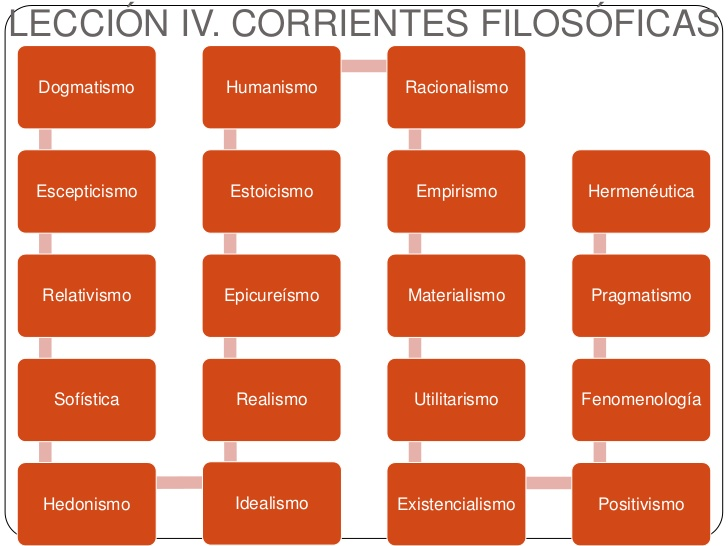 LECCIÓN IV. CORRIENTES FILOSÓFICAS
Dogmatismo
Escepticismo
Relativismo
Sofística
Hedonismo
Idealismo
Realismo
Epicureísmo
Estoicismo
Humanismo
Racionalismo
Empirismo
Materialismo
Utilitarismo
Existencialismo
Positivismo
Fenomenología
Pragmatismo
Hermenéutica